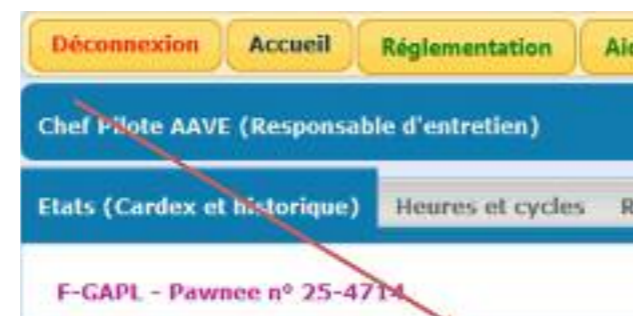 Déconnexion Accueil Réglementation
Chef Pilote AAVE (Responsable d'entretien)
Etats (Cardex et historique) Heures et cycles
F-GAPL - Pawnee nº 25-4714